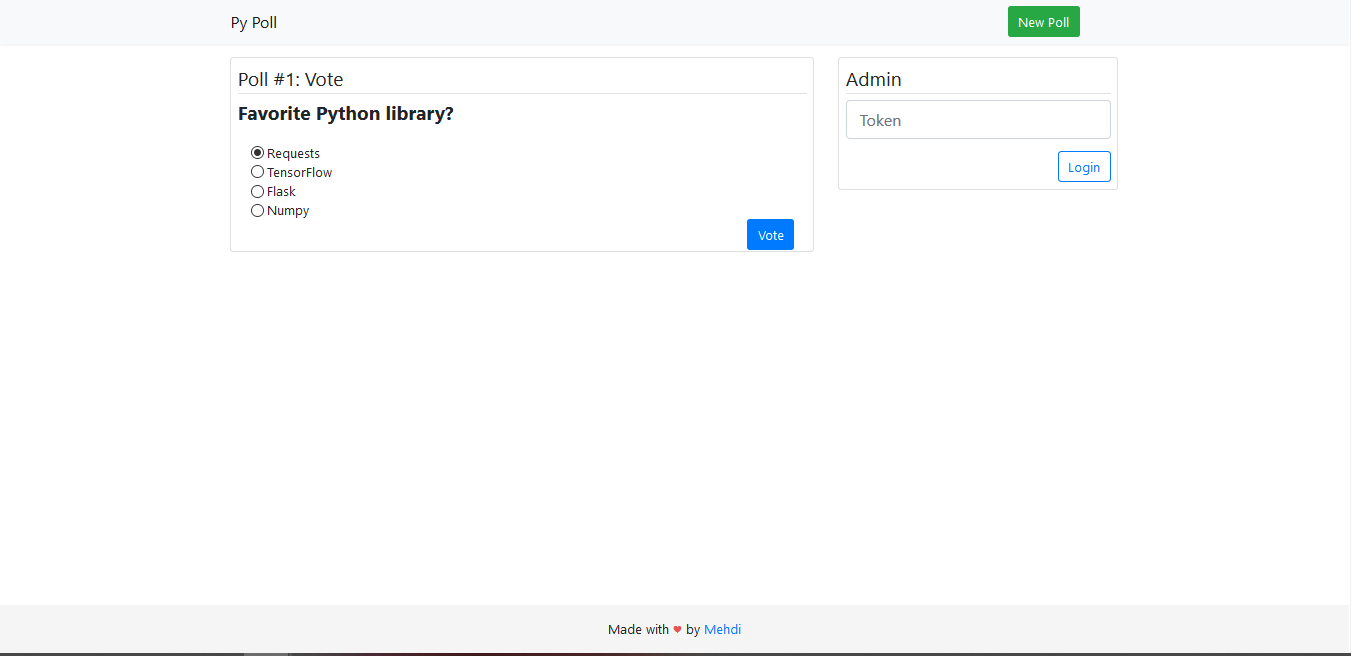 Py Poll
New Poll
Poll #1: Vote
Favorite Python library?
Requests
TensorFlow
Flask
Numpy
Vote
Admin
Token
Login
Made with ♥ by Mehdi